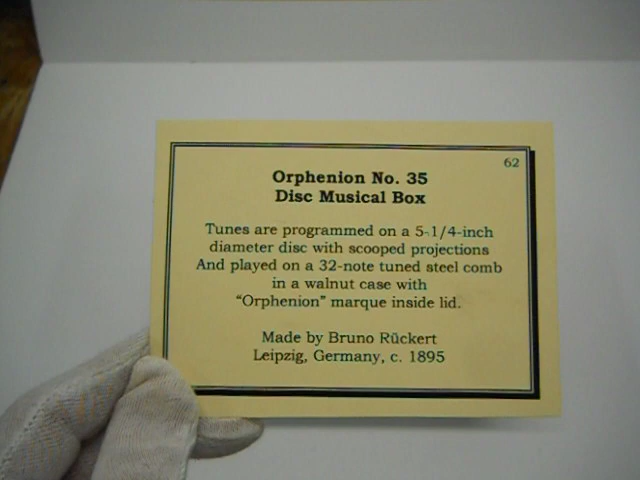 62
Orphenion No. 35
Disc Musical Box
Tunes are programmed on a 5-1/4-inch
diameter disc with scooped projections
And played on a 32-note tuned steel comb
in a walnut case with
“Orphenion” marque inside lid.
Made by Bruno Rückert
Leipzig, Germany, c. 1895